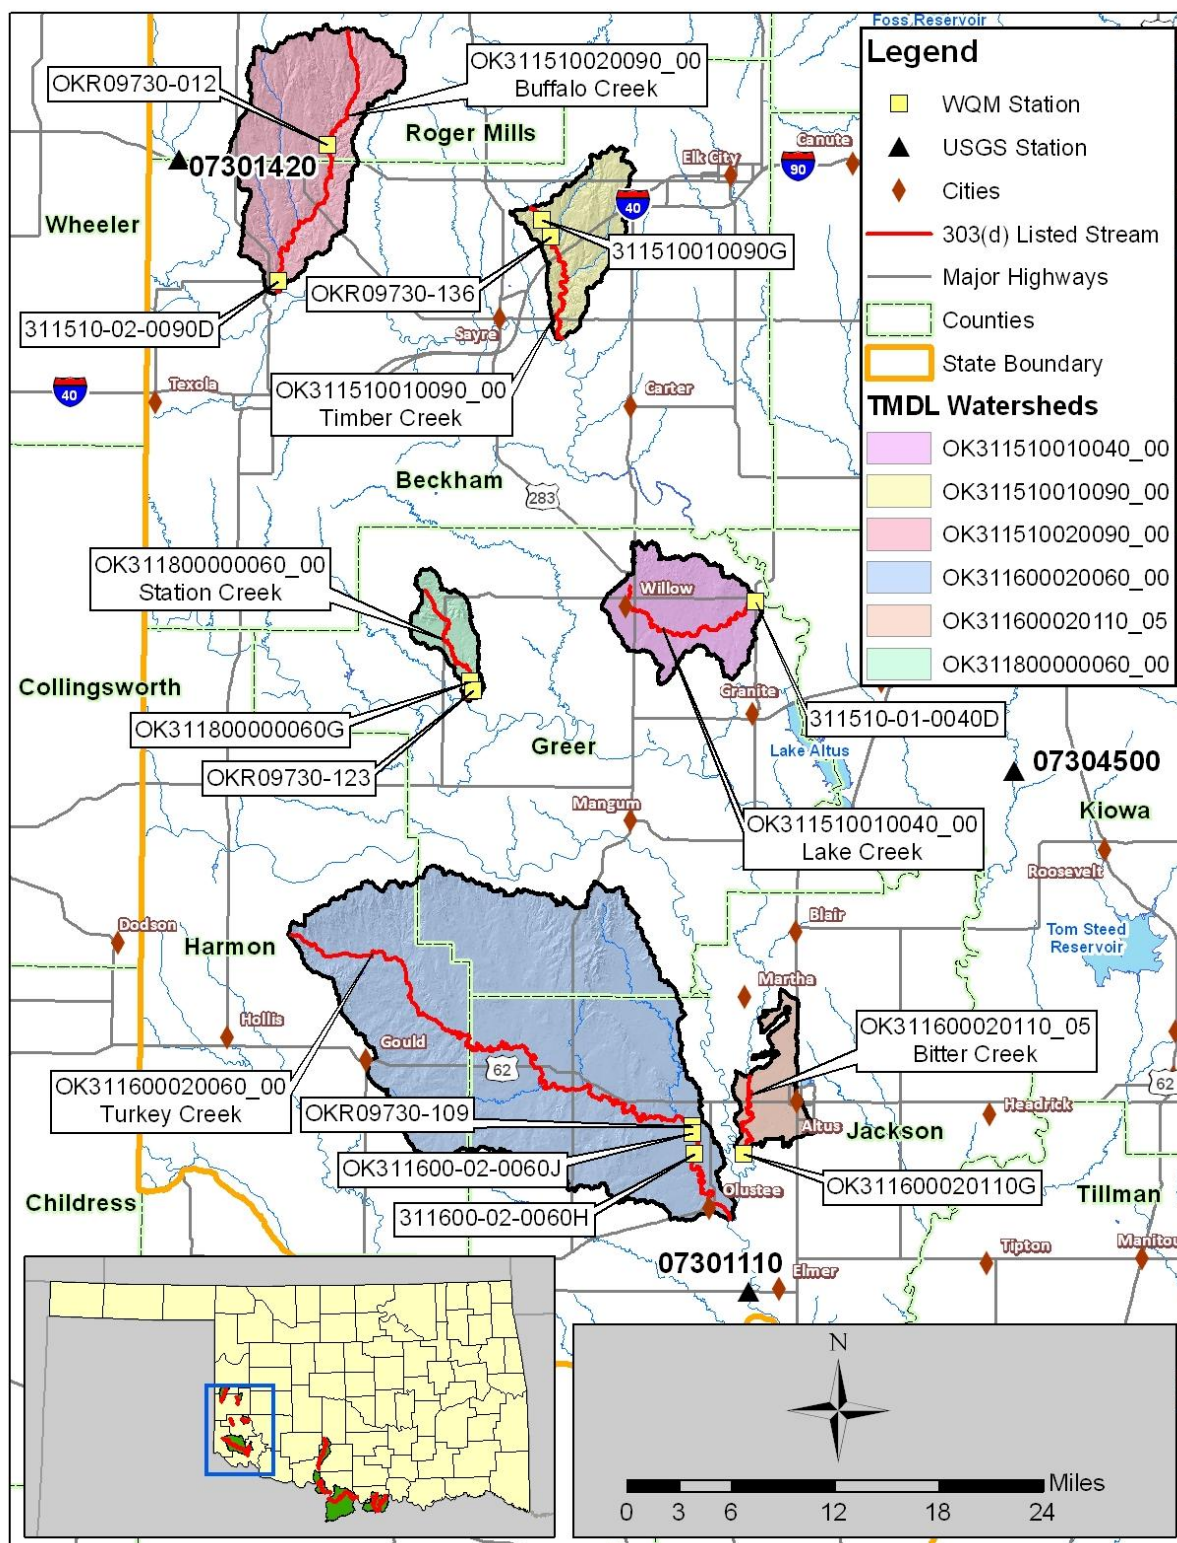 Foss Reservoir
Legend
WQM Station
USGS Station
Cities
303(d) Listed Stream
Major Highways
Counties
State Boundary
TMDL Watersheds
OK311510010040_00
OK311510010090_00
OK311510020090_00
OK311600020060_00
OK311600020110_05
OK311800000060_00
OKR09730-012
OK311510020090_00
Buffalo Creek
Roger Mills
07301420
Elk City
Canute
90
40
Wheeler
311510010090G
OKR09730-136
311510-02-0090D
Sayre
40
Texola
OK311510010090_00
Timber Creek
Carter
Beckham
283
OK311800000060_00
Station Creek
Willow
Collingsworth
Granite
311510-01-0040D
OK311800000060G
Greer
Lake Altus
07304500
OKR09730-123
Mangum
Kiowa
OK311510010040_00
Lake Creek
Roosevelt
Dodson
Harmon
Blair
Tom Steed
Reservoir
Martha
Hollis
Gould
OK311600020110_05
Bitter Creek
62
62
OK311600020060_00
Turkey Creek
OKR09730-109
Headrick
Altus
Jackson
OK311600-02-0060J
Childress
Olustee
OK311600020110G
Tillman
311600-02-0060H
07301110
Elmer
Tipton
Manitou
N
Miles
0 3 6 12 18 24